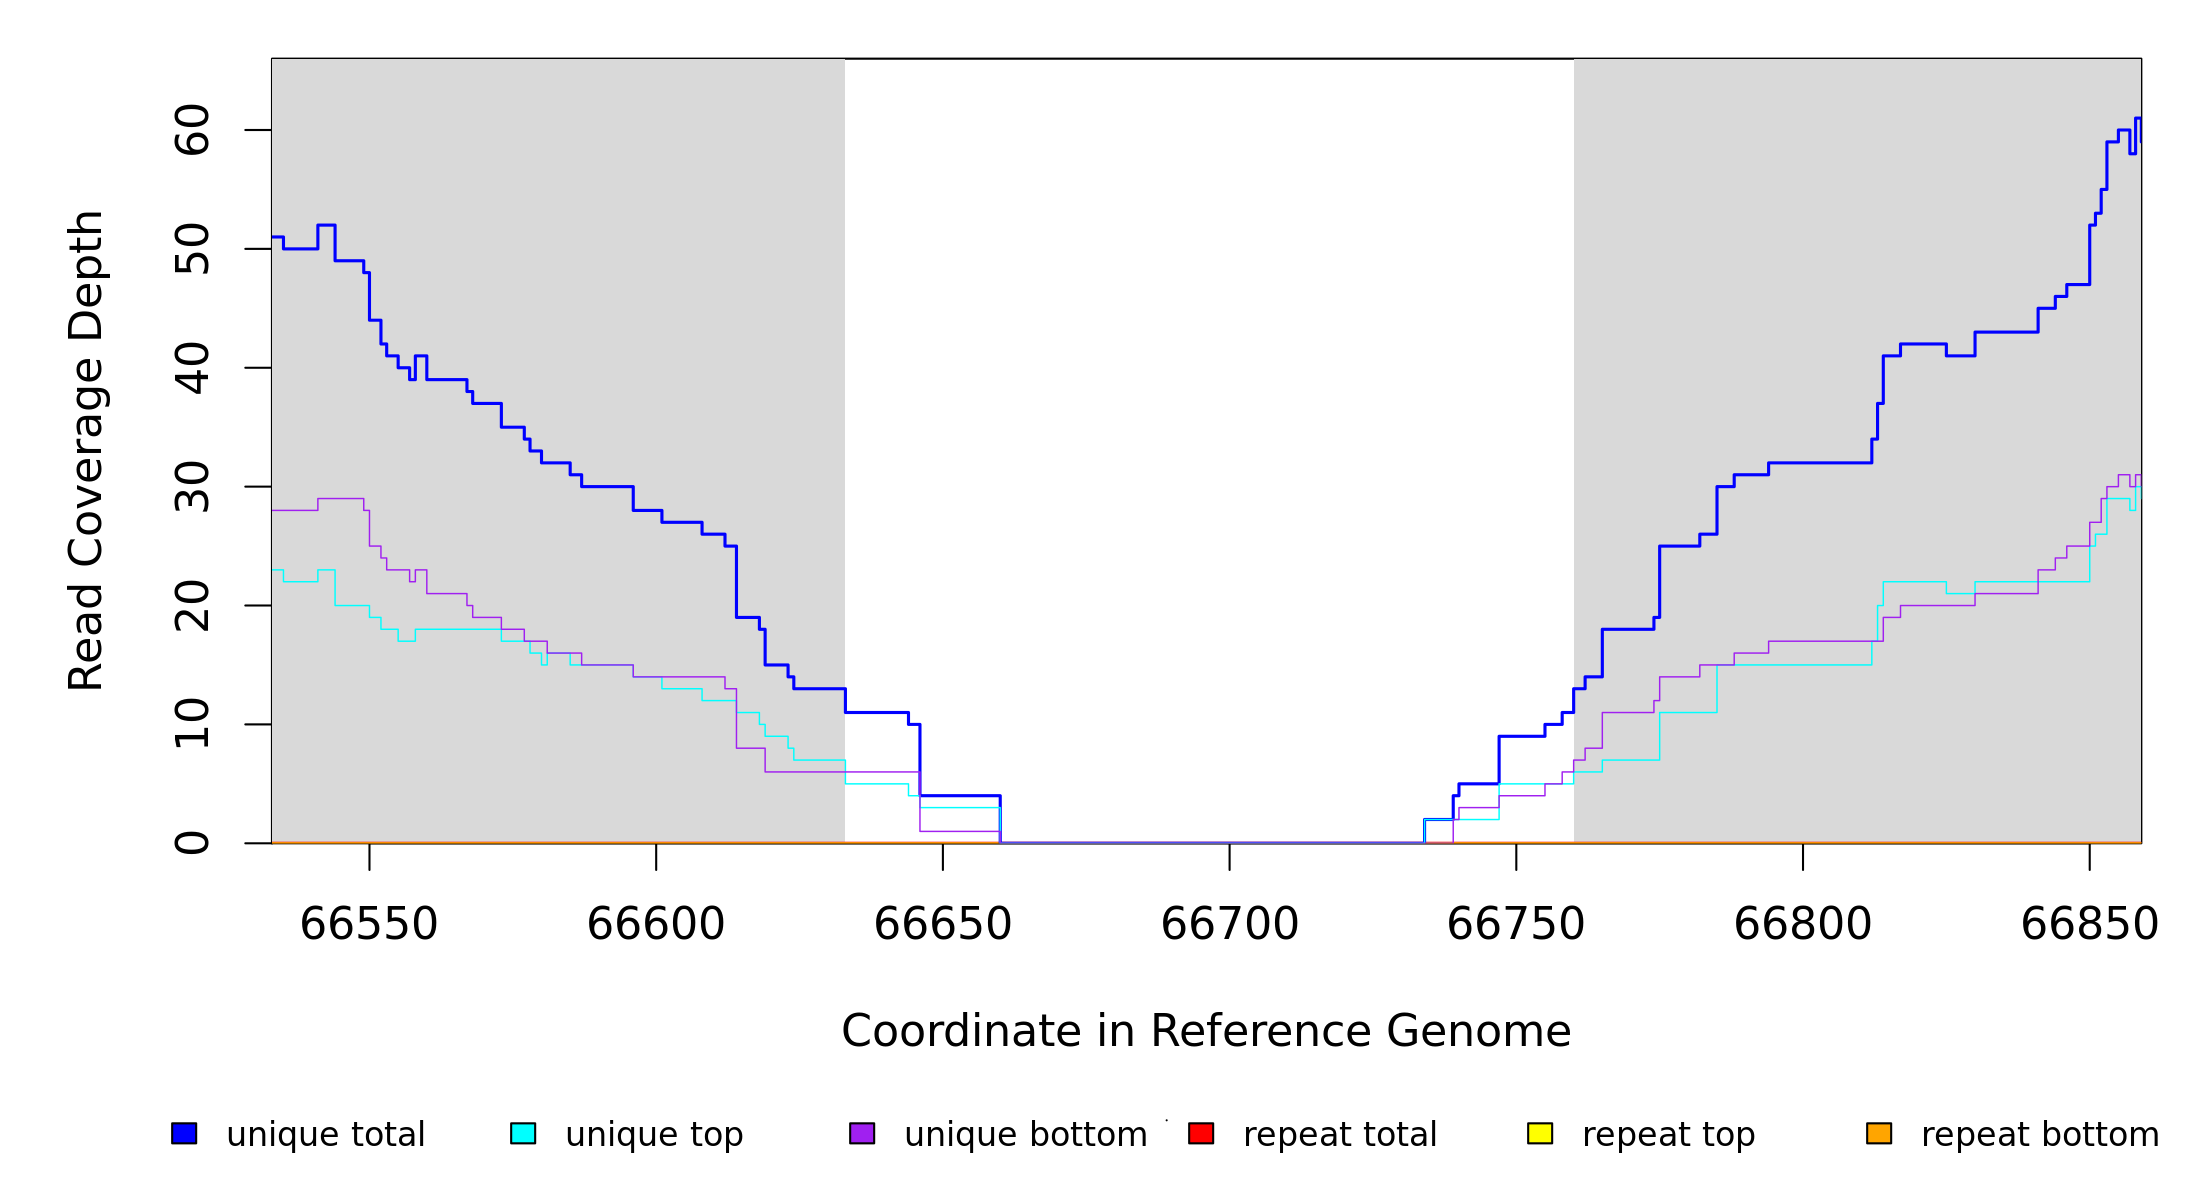 Read Coverage Depth
60
50
40
30
20
10
0
66550 66600 66650 66700 66750 66800 66850
Coordinate in Reference Genome
unique total unique top unique bottom repeat total repeat top repeat bottom